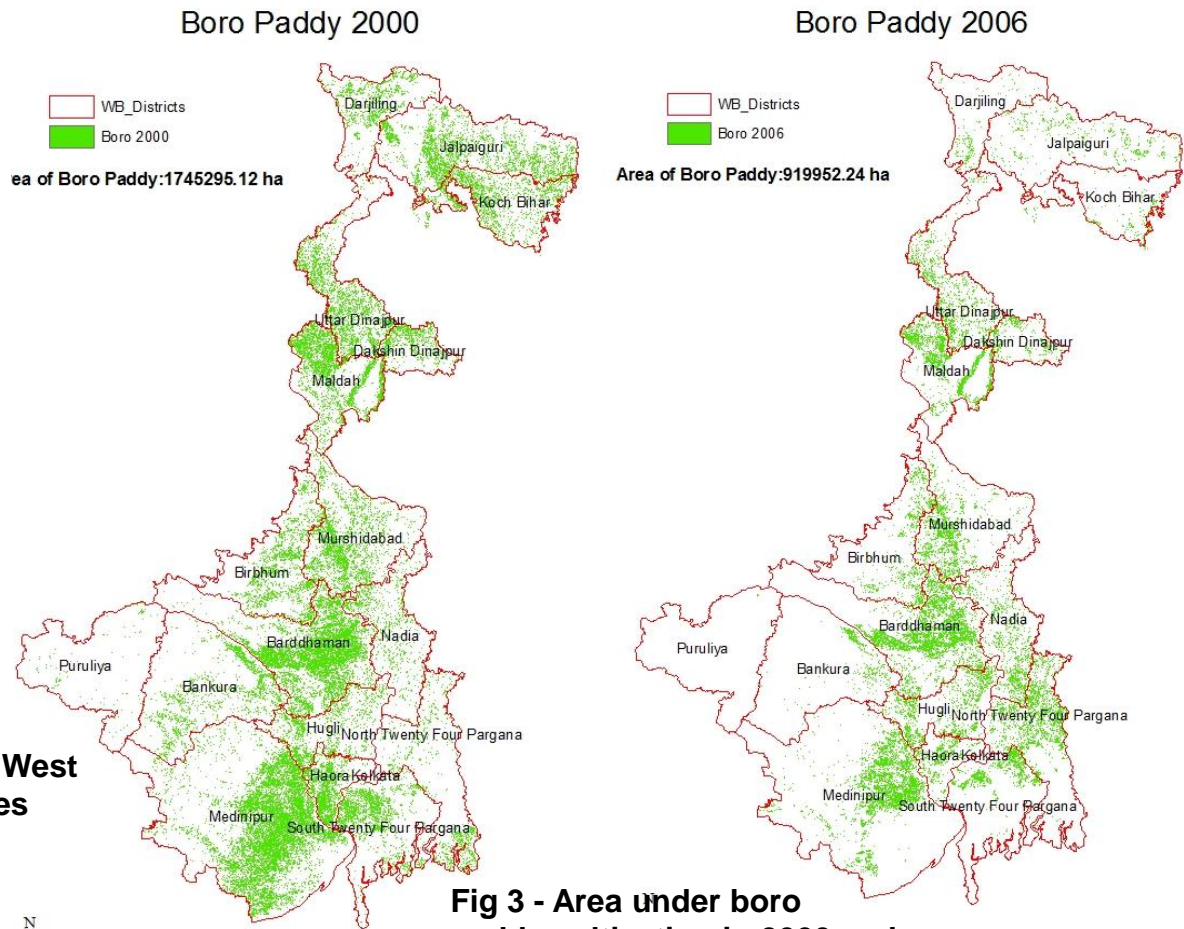 Boro Paddy 2000
WB_Districts
Boro 2000
ea of Boro Paddy:1745295.12 ha
Darjiling
Jalpaiguri
Koch Bihar
Uttar Dinajpur
Dakshin Dinajpur
Maldah
Murshidabad
Birbhum
Barddhaman
Nadia
Puruliya
Bankura
Hugli
North Twenty Four Pargana
Haora
Kolkata
Medinipur
South Twenty Four Pargana
West
es
N
Boro Paddy 2006
WB_Districts
Boro 2006
Area of Boro Paddy:919952.24 ha
Darjiling
Jalpaiguri
Koch Bihar
Uttar Dinajpur
Dakshin Dinajpur
Maldah
Murshidabad
Birbhum
Barddhaman
Nadia
Puruliya
Bankura
Hugli
North Twenty Four Pargana
Haora
Kolkata
Medinipur
South Twenty Four Pargana
N
Fig 3 - Area under boro